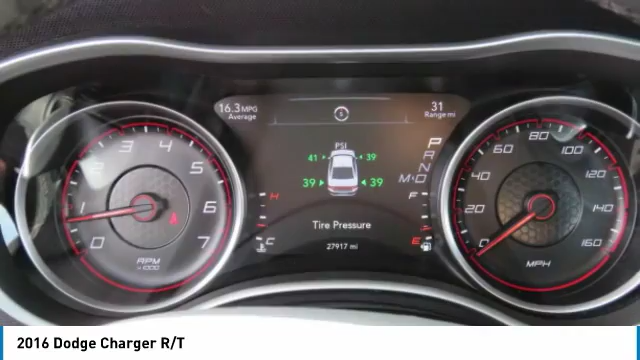 16.3 MPG
Average
S
31
Range mi
PSI
41 39
39 39
Tire Pressure
27917 mi
P
R
N
M D
H
C
F
E
0 1 2 3 4 5 6 7
RPM
x 1000
0 20 40 60 80 100 120 140 160
MPH
2016 Dodge Charger R/T